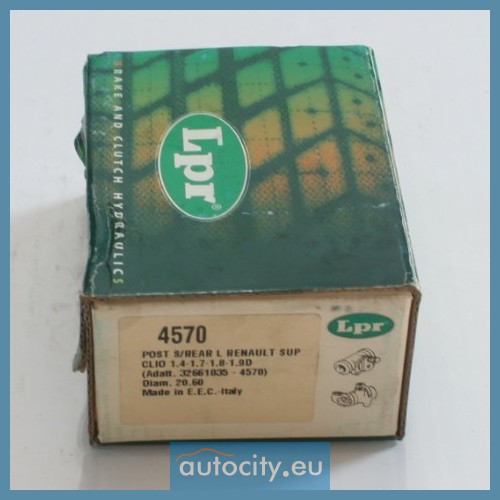 BRAKE AND CLUTCH HYDRAULICS
Lpr
®
4570
POST S/REAR L RENAULT SUP
CLIO 1.4-1.7-1.8-1.9D
(Adatt. 32661035 - 4570)
Diam. 20.60
Made in E.E.C.-Italy
Lpr
autocity.eu